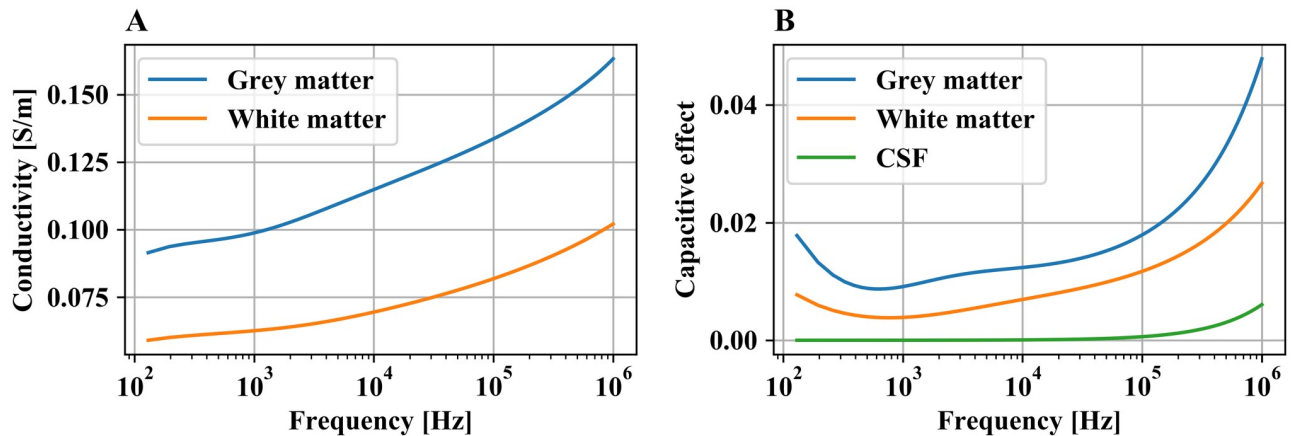 A
Conductivity [S/m]
0.150
0.125
0.100
0.075
Grey matter
White matter
10² 10³ 10⁴ 10⁵ 10⁶
Frequency [Hz]
B
Capacitive effect
0.04
0.02
0.00
Grey matter
White matter
CSF
10² 10³ 10⁴ 10⁵ 10⁶
Frequency [Hz]